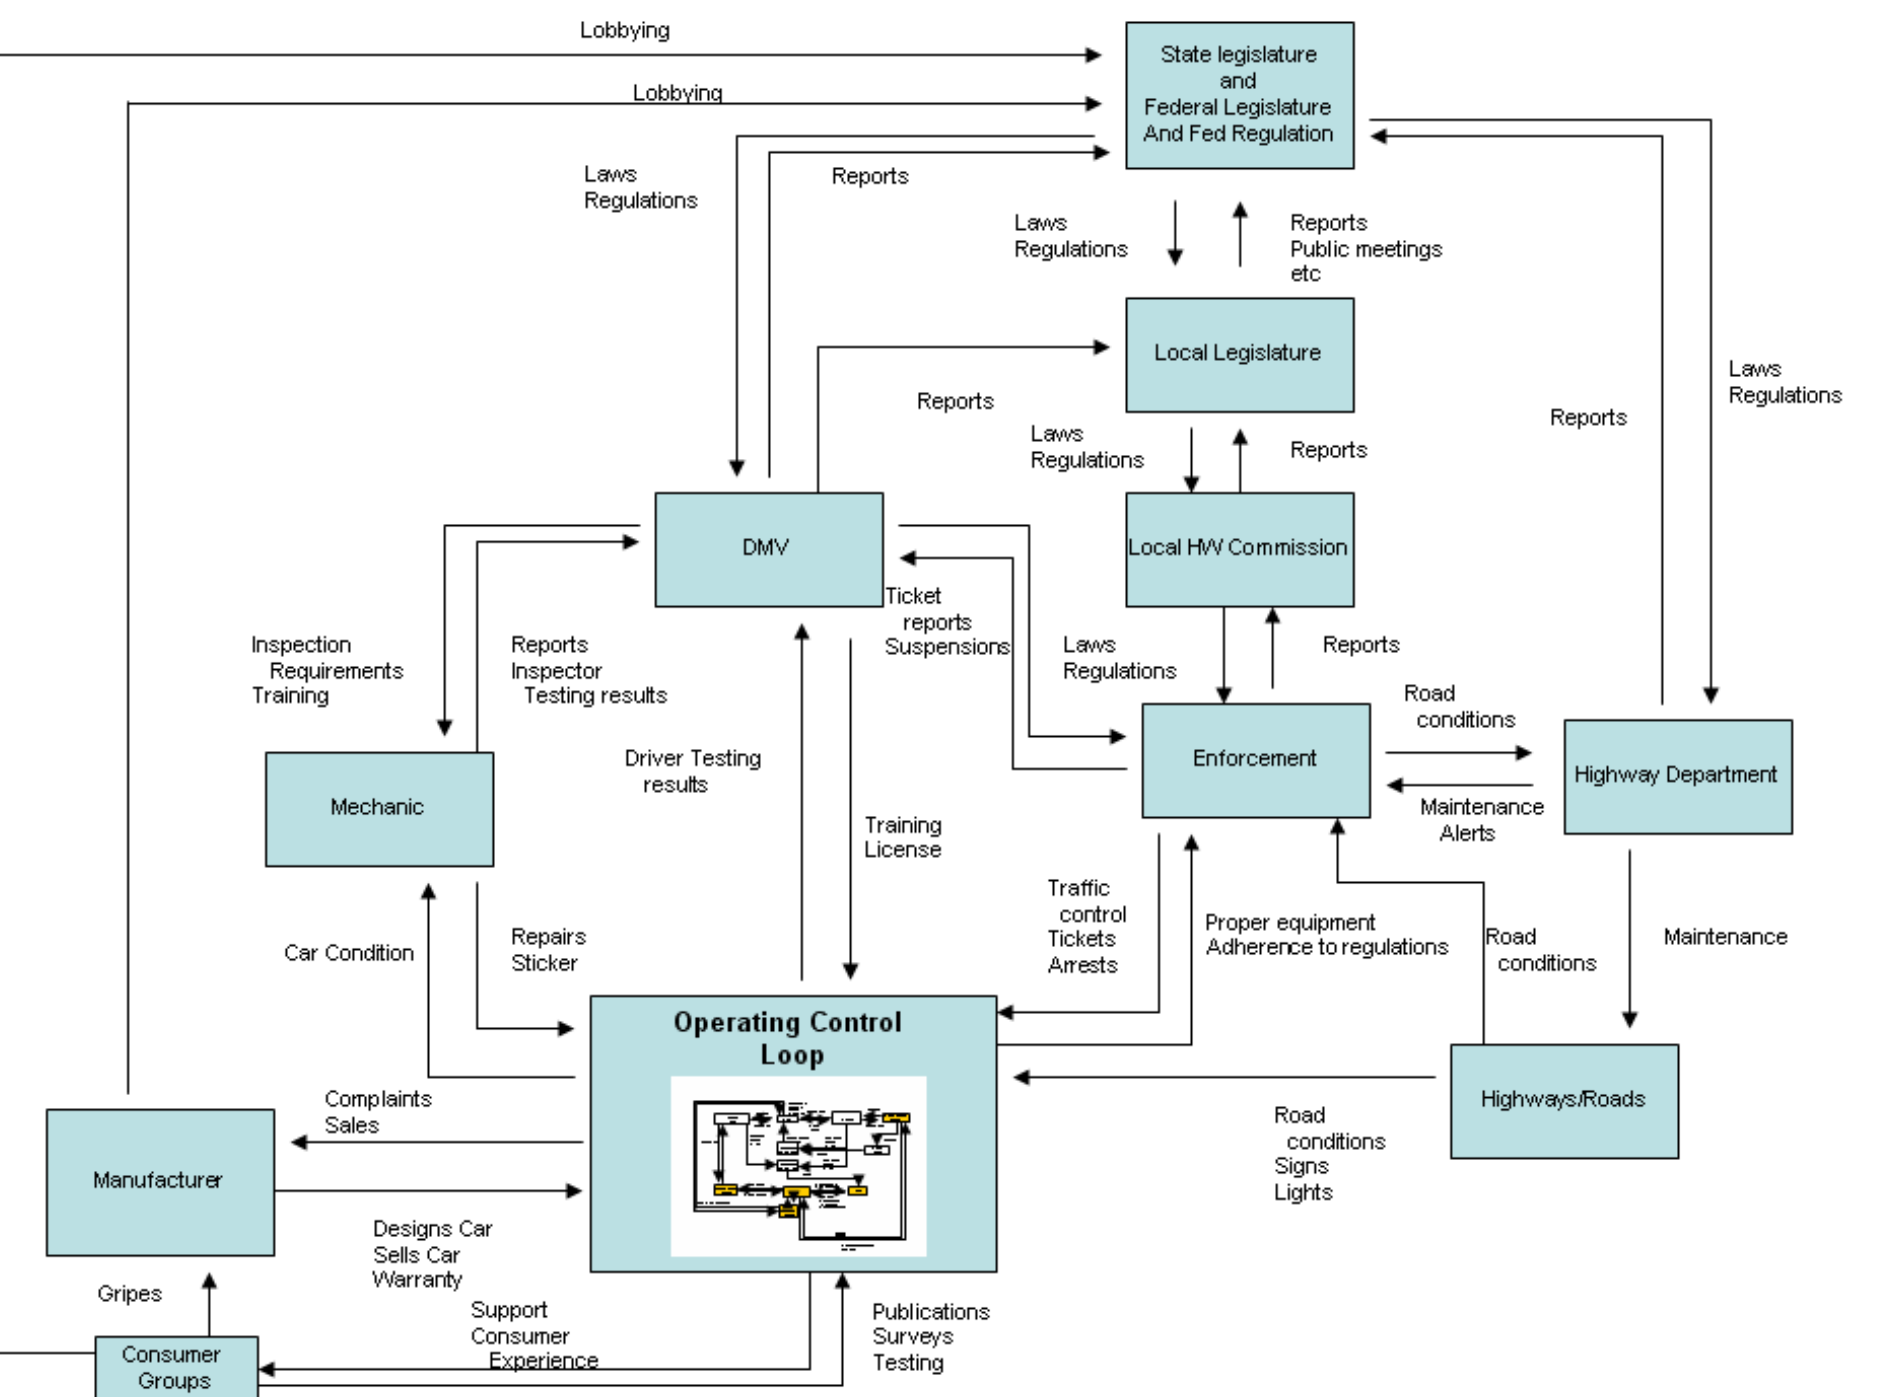 Lobbying
State legislature
and
Federal Legislature
And Fed Regulation
Lobbying
Laws
Regulations
Reports
Laws
Regulations
Reports
Public meetings
etc
Local Legislature
Laws
Regulations
Reports
Reports
Laws
Regulations
Reports
DMV
Local HW Commission
Ticket
reports
Suspensions
Inspection
Requirements
Training
Reports
Inspector
Testing results
Laws
Regulations
Reports
Road
conditions
Driver Testing
results
Enforcement
Highway Department
Mechanic
Maintenance
Alerts
Training
License
Traffic
control
Tickets
Arrests
Proper equipment
Adherence to regulations
Road
conditions
Maintenance
Car Condition
Repairs
Sticker
Operating Control
Loop
Complaints
Sales
Highways/Roads
Road
conditions
Signs
Lights
Manufacturer
Designs Car
Sells Car
Warranty
Gripes
Support
Consumer
Experience
Publications
Surveys
Testing
Consumer
Groups